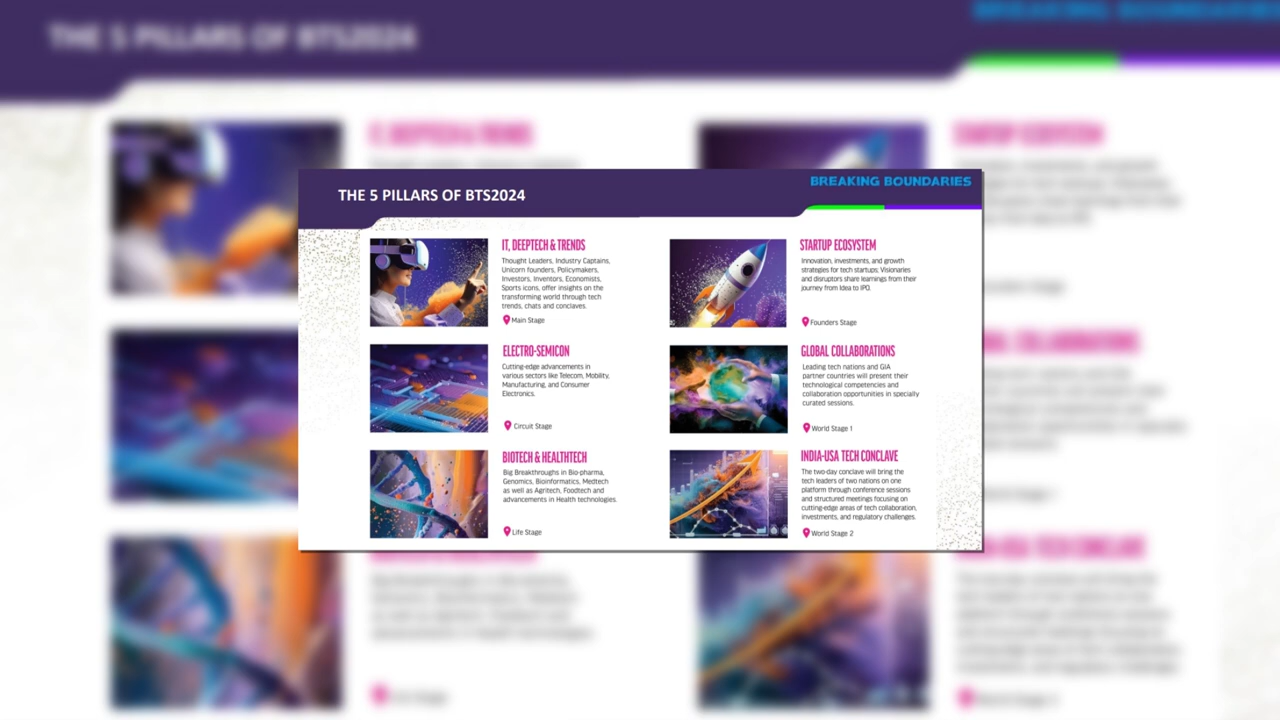 THE 5 PILLARS OF BTS2024
BREAKING BOUNDARIES
THE 5 PILLARS OF BTS2024
BREAKING BOUNDARIES
IT, DEEPTECH & TRENDS
Thought Leaders, Industry Captains,
Unicorn founders, Policymakers,
Investors, Inventors, Economists,
Sports icons, offer insights on the
transforming world through tech
trends, chats and conclaves.
Main Stage
STARTUP ECOSYSTEM
Innovation, investments, and growth
strategies for tech startups; Visionaries
and disruptors share learnings from their
journey from Idea to IPO.
Founders Stage
ELECTRO-SEMICON
Cutting-edge advancements in
various sectors like Telecom, Mobility,
Manufacturing, and Consumer
Electronics.
Circuit Stage
GLOBAL COLLABORATIONS
Leading tech nations and GIA
partner countries will present their
technological competencies and
collaboration opportunities in specially
curated sessions.
World Stage 1
BIOTECH & HEALTHTECH
Big Breakthroughs in Bio-pharma,
Genomics, Bioinformatics, Medtech
as well as Agritech, Foodtech and
advancements in Health technologies.
Life Stage
INDIA-USA TECH CONCLAVE
The two-day conclave will bring the
tech leaders of two nations on one
platform through conference sessions
and structured meetings focusing on
cutting-edge areas of tech collaboration,
investments, and regulatory challenges.
World Stage 2